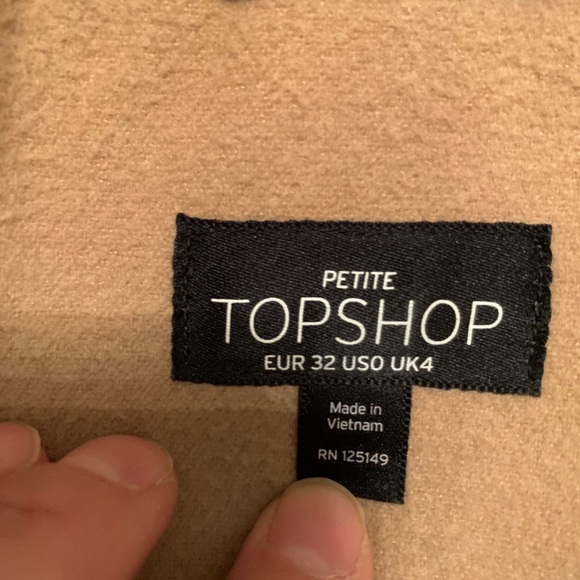 PETITE
TOPSHOP
EUR 32 US0 UK4
Made in
Vietnam
RN 125149